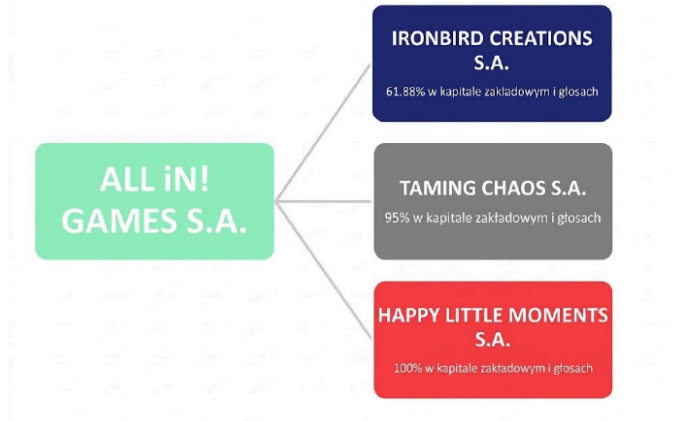 IRONBIRD CREATIONS
S.A.
61.88% w kapitale zakładowym i głosach
ALL iN!
GAMES S.A.
TAMING CHAOS S.A.
95% w kapitale zakładowym i głosach
HAPPY LITTLE MOMENTS
S.A.
100% w kapitale zakładowym i głosach